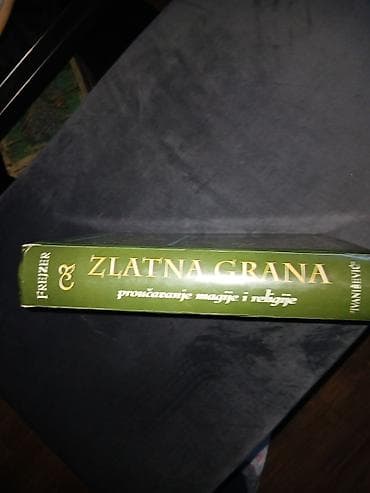 FREJZER
ZLATNA GRANA
proučavanje magije i religije
"IVANIŠEVIĆ"